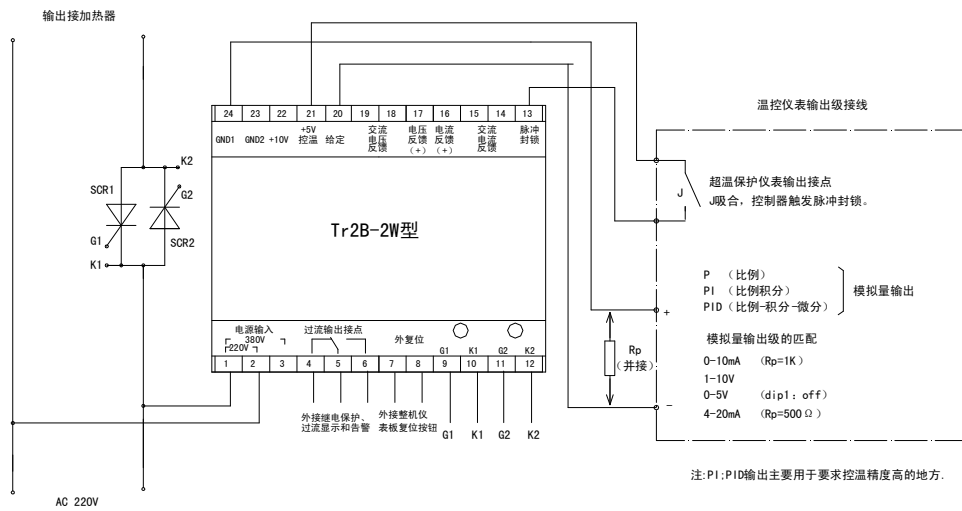 输出接加热器
24 23 22 21 20 19 18 17 16 15 14 13
GND1 GND2 +10V +5V 控温 给定 交流电压反馈 电压反馈(+) 电流反馈(+) 交流电流反馈 脉冲封锁
Tr2B-2W型
电源输入
380V
220V
过流输出接点
外复位
G1 K1 G2 K2
1 2 3 4 5 6 7 8 9 10 11 12
外接继电保护、
过流显示和告警
外接整机仪
表板复位按钮
G1 K1 G2 K2
K2
SCR1
G2
G1
SCR2
K1
AC 220V
温控仪表输出级接线
超温保护仪表输出接点
J
J吸合，控制器触发脉冲封锁。
P （比例）
PI （比例积分）
PID（比例-积分-微分）
模拟量输出
+
Rp
（并接）
模拟量输出级的匹配
0-10mA （Rp=1K）
1-10V
0-5V （dip1：off）
4-20mA （Rp=500Ω）
-
注:PI;PID输出主要用于要求控温精度高的地方.